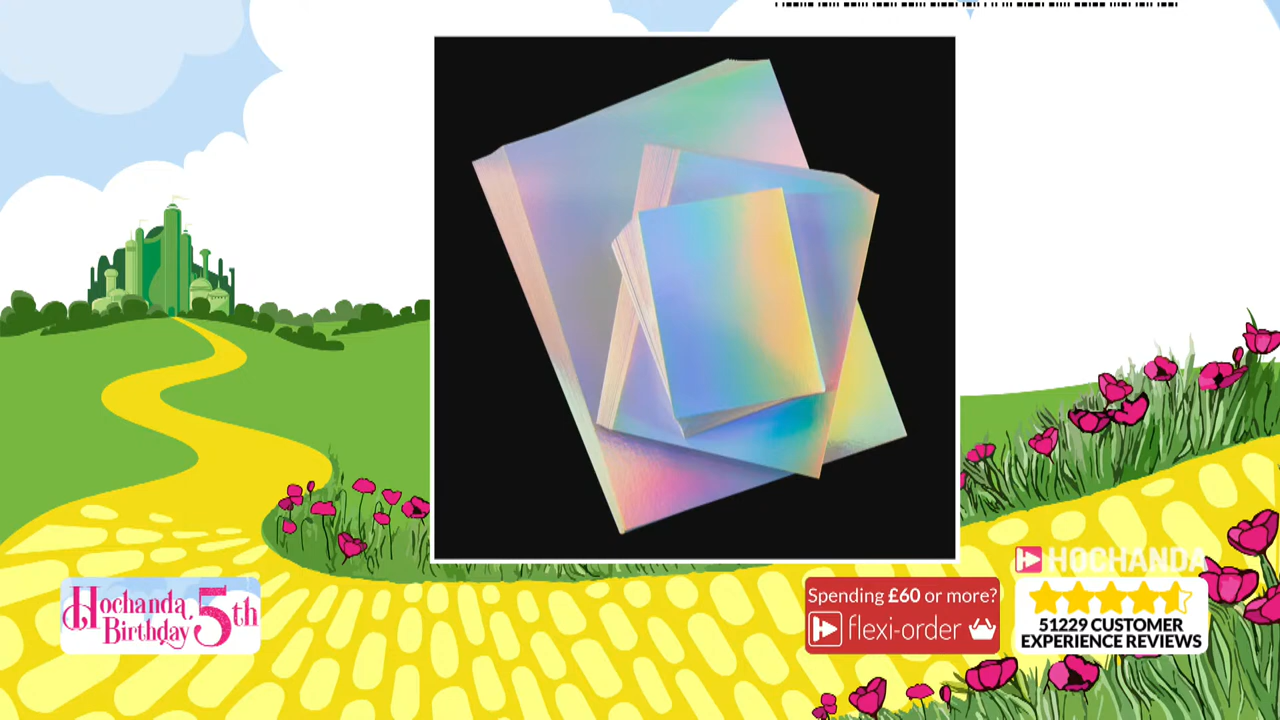 Hochanda
Birthday 5th
Spending £60 or more?
flexi-order
HOCHANDA
51229 CUSTOMER
EXPERIENCE REVIEWS